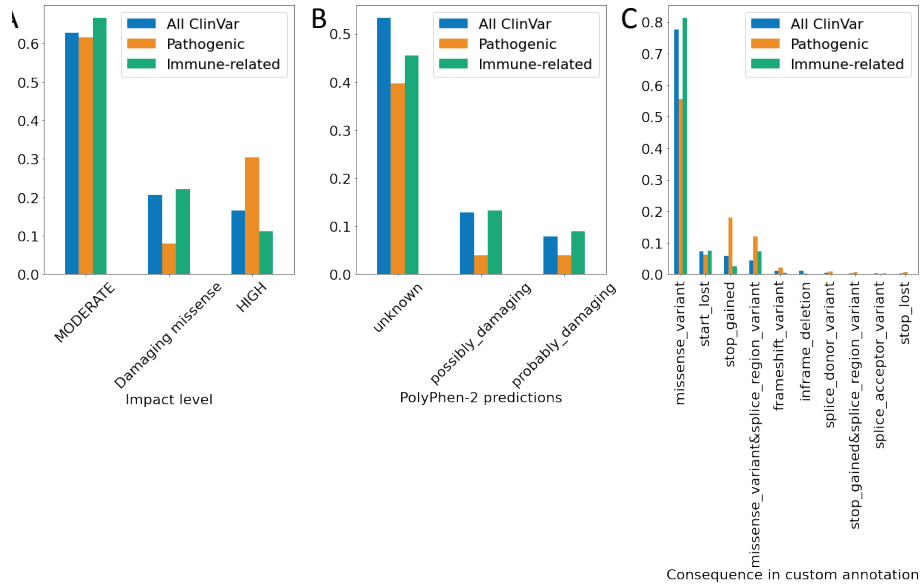 A
All ClinVar
Pathogenic
Immune-related
0.6
0.5
0.4
0.3
0.2
0.1
0.0
MODERATE
Damaging missense
HIGH
Impact level
B
All ClinVar
Pathogenic
Immune-related
0.5
0.4
0.3
0.2
0.1
0.0
unknown
possibly_damaging
probably_damaging
PolyPhen-2 predictions
C
All ClinVar
Pathogenic
Immune-related
0.8
0.7
0.6
0.5
0.4
0.3
0.2
0.1
0.0
missense_variant
start_lost
stop_gained
missense_variant&splice_region_variant
frameshift_variant
inframe_deletion
splice_donor_variant
stop_gained&splice_region_variant
splice_acceptor_variant
stop_lost
Consequence in custom annotation